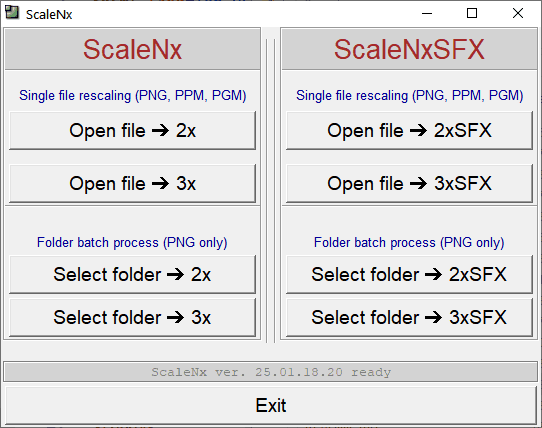 ScaleNx
ScaleNx
Single file rescaling (PNG, PPM, PGM)
Open file ➔ 2x
Open file ➔ 3x
Folder batch process (PNG only)
Select folder ➔ 2x
Select folder ➔ 3x
ScaleNxSFX
Single file rescaling (PNG, PPM, PGM)
Open file ➔ 2xSFX
Open file ➔ 3xSFX
Folder batch process (PNG only)
Select folder ➔ 2xSFX
Select folder ➔ 3xSFX
ScaleNx ver. 25.01.18.20 ready
Exit